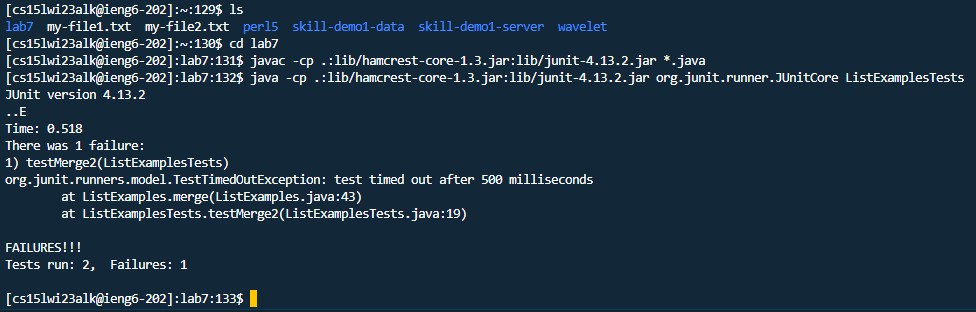 [cs15lwi23alk@ieng6-202]:~:129$ ls
lab7  my-file1.txt  my-file2.txt  perl5  skill-demo1-data  skill-demo1-server  wavelet
[cs15lwi23alk@ieng6-202]:~:130$ cd lab7
[cs15lwi23alk@ieng6-202]:lab7:131$ javac -cp .:lib/hamcrest-core-1.3.jar:lib/junit-4.13.2.jar *.java
[cs15lwi23alk@ieng6-202]:lab7:132$ java -cp .:lib/hamcrest-core-1.3.jar:lib/junit-4.13.2.jar org.junit.runner.JUnitCore ListExamplesTests
JUnit version 4.13.2
..E
Time: 0.518
There was 1 failure:
1) testMerge2(ListExamplesTests)
org.junit.runners.model.TestTimedOutException: test timed out after 500 milliseconds
        at ListExamples.merge(ListExamples.java:43)
        at ListExamplesTests.testMerge2(ListExamplesTests.java:19)

FAILURES!!!
Tests run: 2,  Failures: 1

[cs15lwi23alk@ieng6-202]:lab7:133$